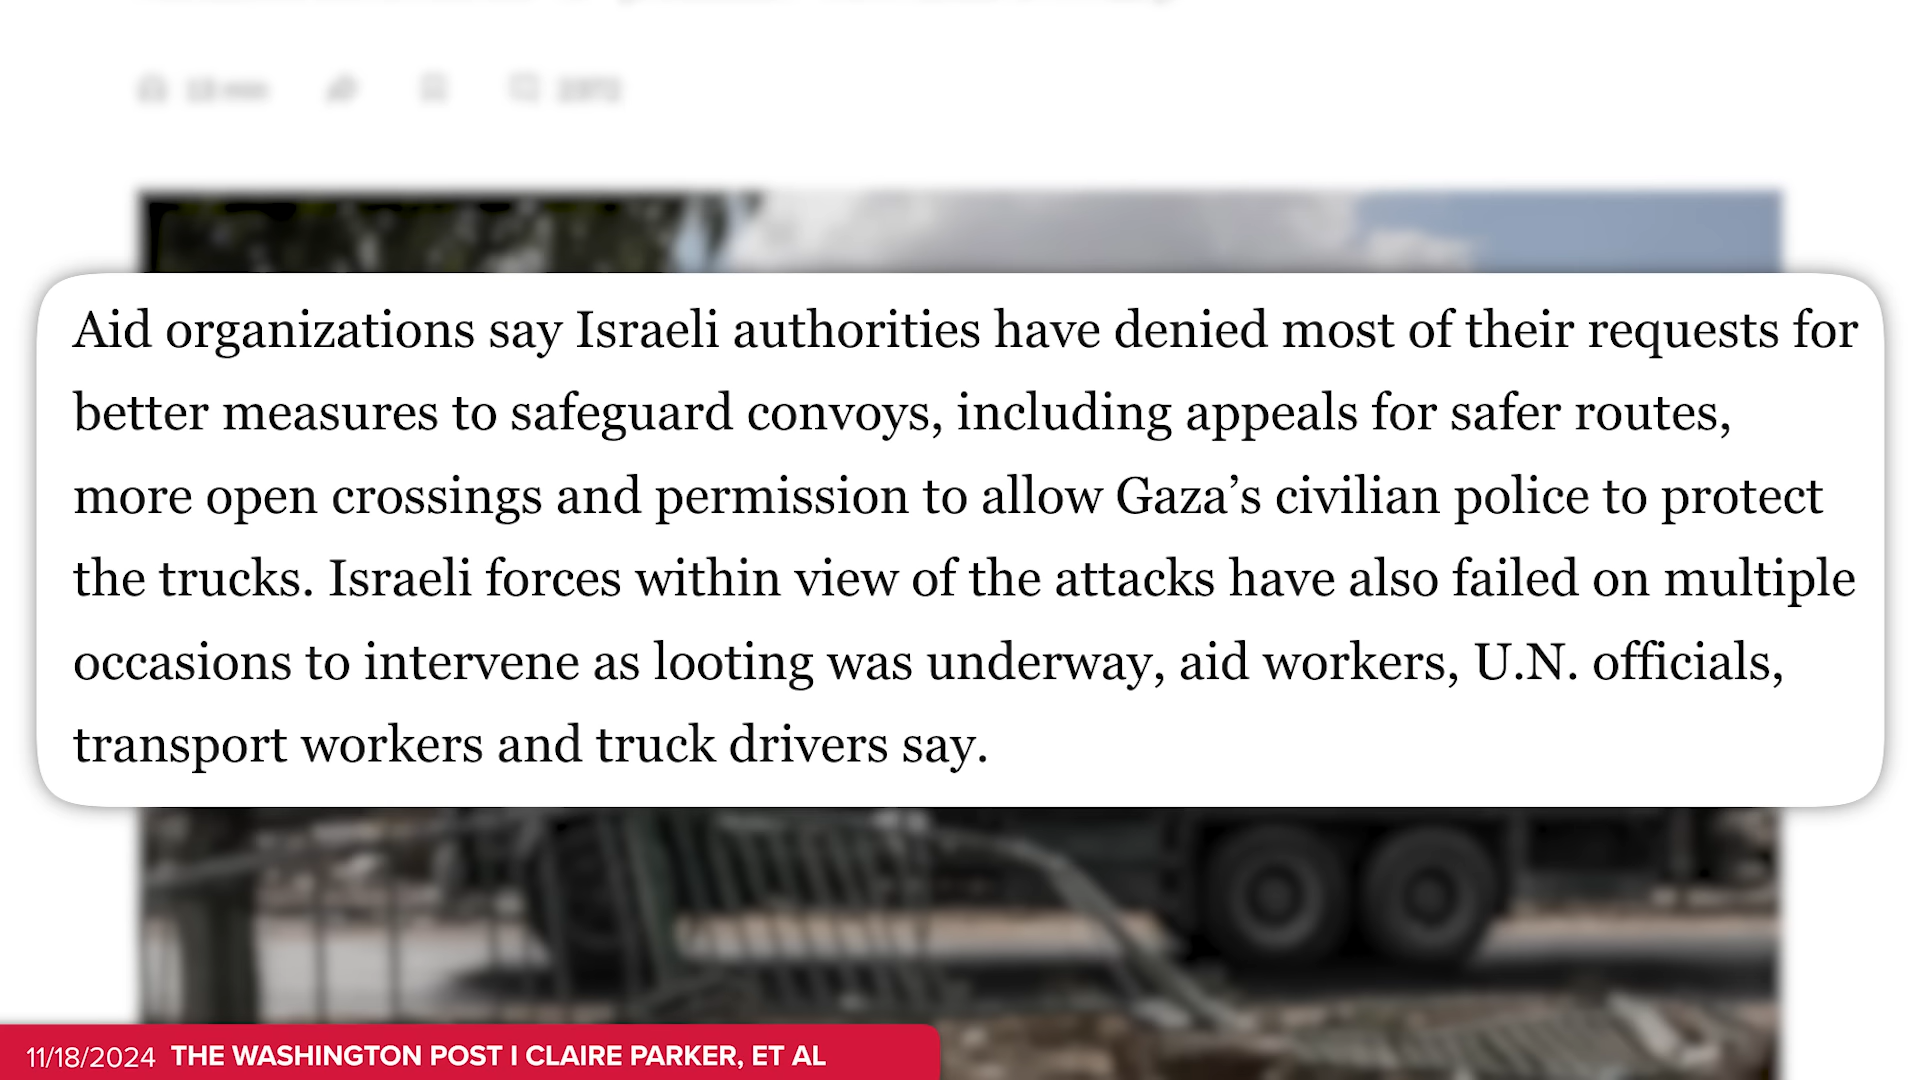 Aid organizations say Israeli authorities have denied most of their requests for
better measures to safeguard convoys, including appeals for safer routes,
more open crossings and permission to allow Gaza’s civilian police to protect
the trucks. Israeli forces within view of the attacks have also failed on multiple
occasions to intervene as looting was underway, aid workers, U.N. officials,
transport workers and truck drivers say.
11/18/2024 THE WASHINGTON POST I CLAIRE PARKER, ET AL